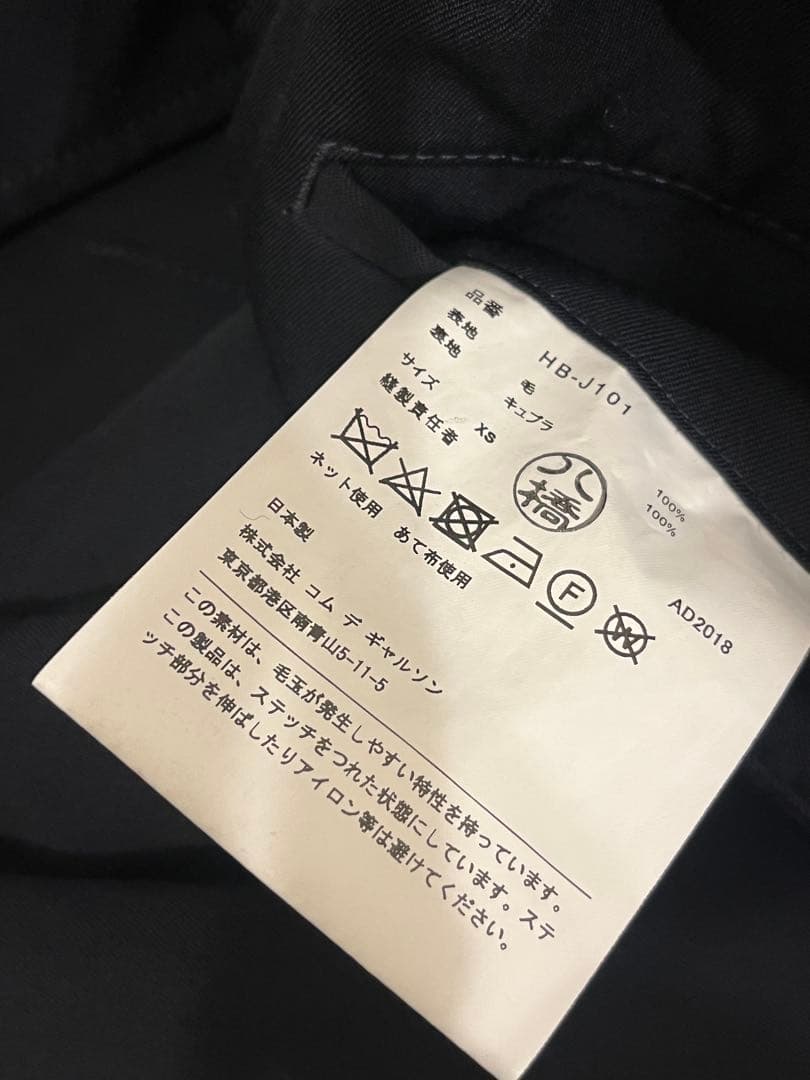 品番 HB-J101
表地 毛 100%
裏地 キュプラ 100%
サイズ XS AD2018
縫製責任者 八橋
F
W
ネット使用 あて布使用
日本製
株式会社 コム デ ギャルソン
東京都港区南青山5-11-5
この素材は、毛玉が発生しやすい特性を持っています。
この製品は、ステッチをつれた状態にしています。ステ
ッチ部分を伸ばしたりアイロン等は避けてください。